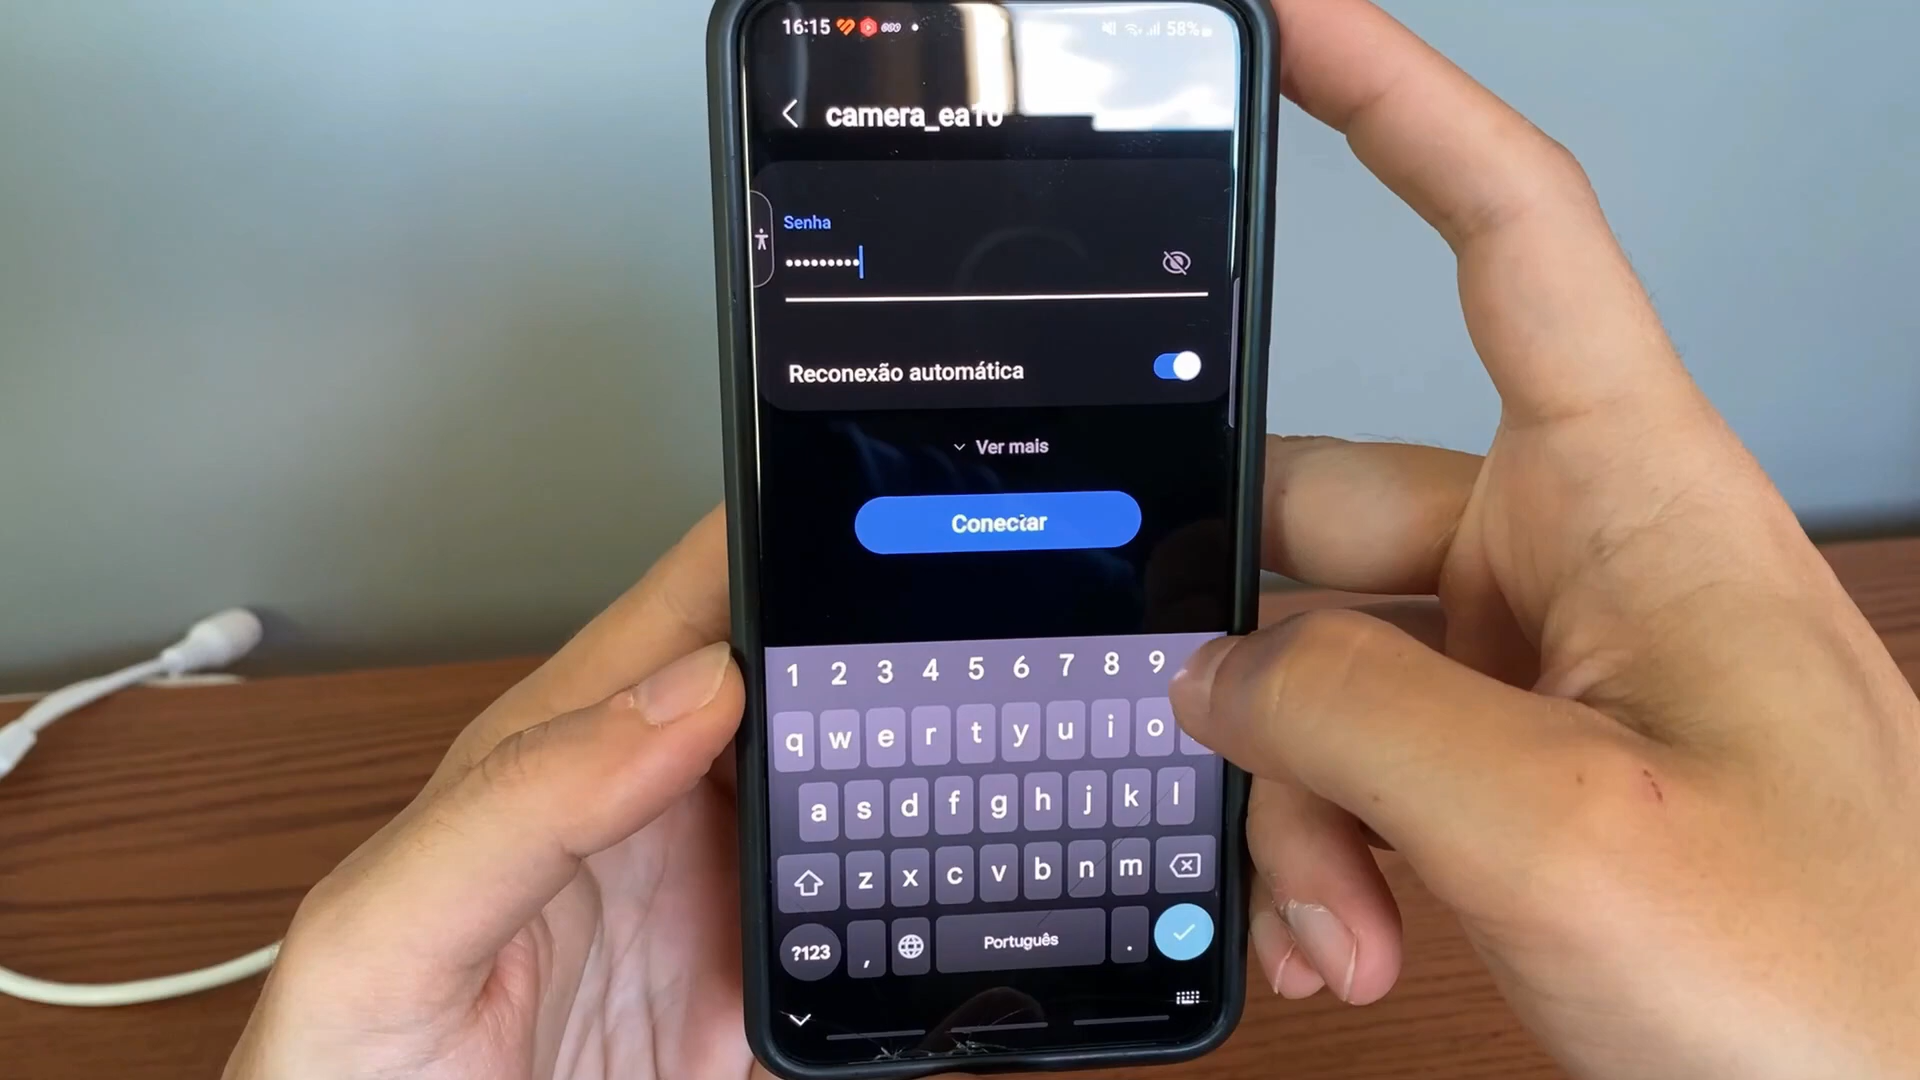 16:15 58%
camera_ea10
Senha
•••••••••
Reconexão automática
Ver mais
Conectar
1 2 3 4 5 6 7 8 9
q w e r t y u i o
a s d f g h j k l
z x c v b n m
?123 , Português .